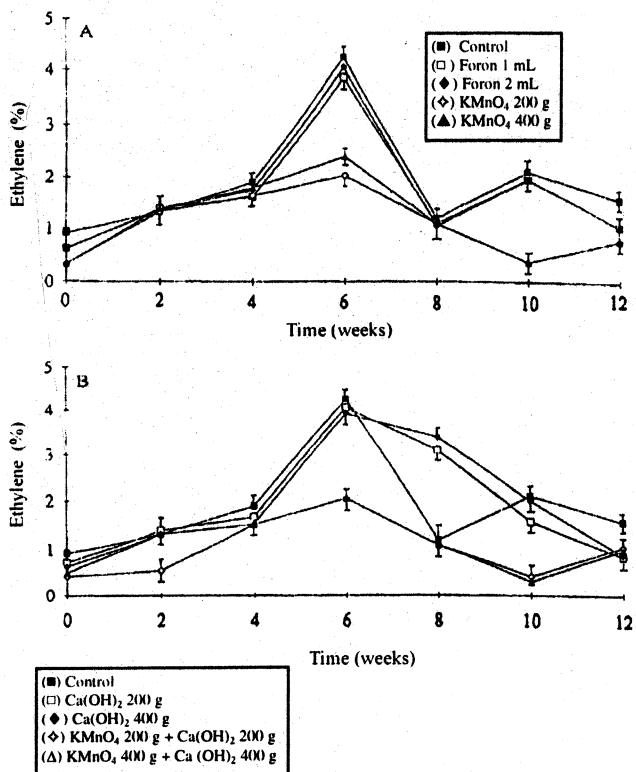 A
5
4
3
2
1
0
Ethylene (%)
0 2 4 6 8 10 12
Time (weeks)
(■) Control
(□) Foron 1 mL
(◆) Foron 2 mL
(◇) KMnO₄ 200 g
(▲) KMnO₄ 400 g
B
5
4
3
2
1
0
Ethylene (%)
0 2 4 6 8 10 12
Time (weeks)
(■) Control
(□) Ca(OH)₂ 200 g
(◆) Ca(OH)₂ 400 g
(◇) KMnO₄ 200 g + Ca(OH)₂ 200 g
(△) KMnO₄ 400 g + Ca (OH)₂ 400 g